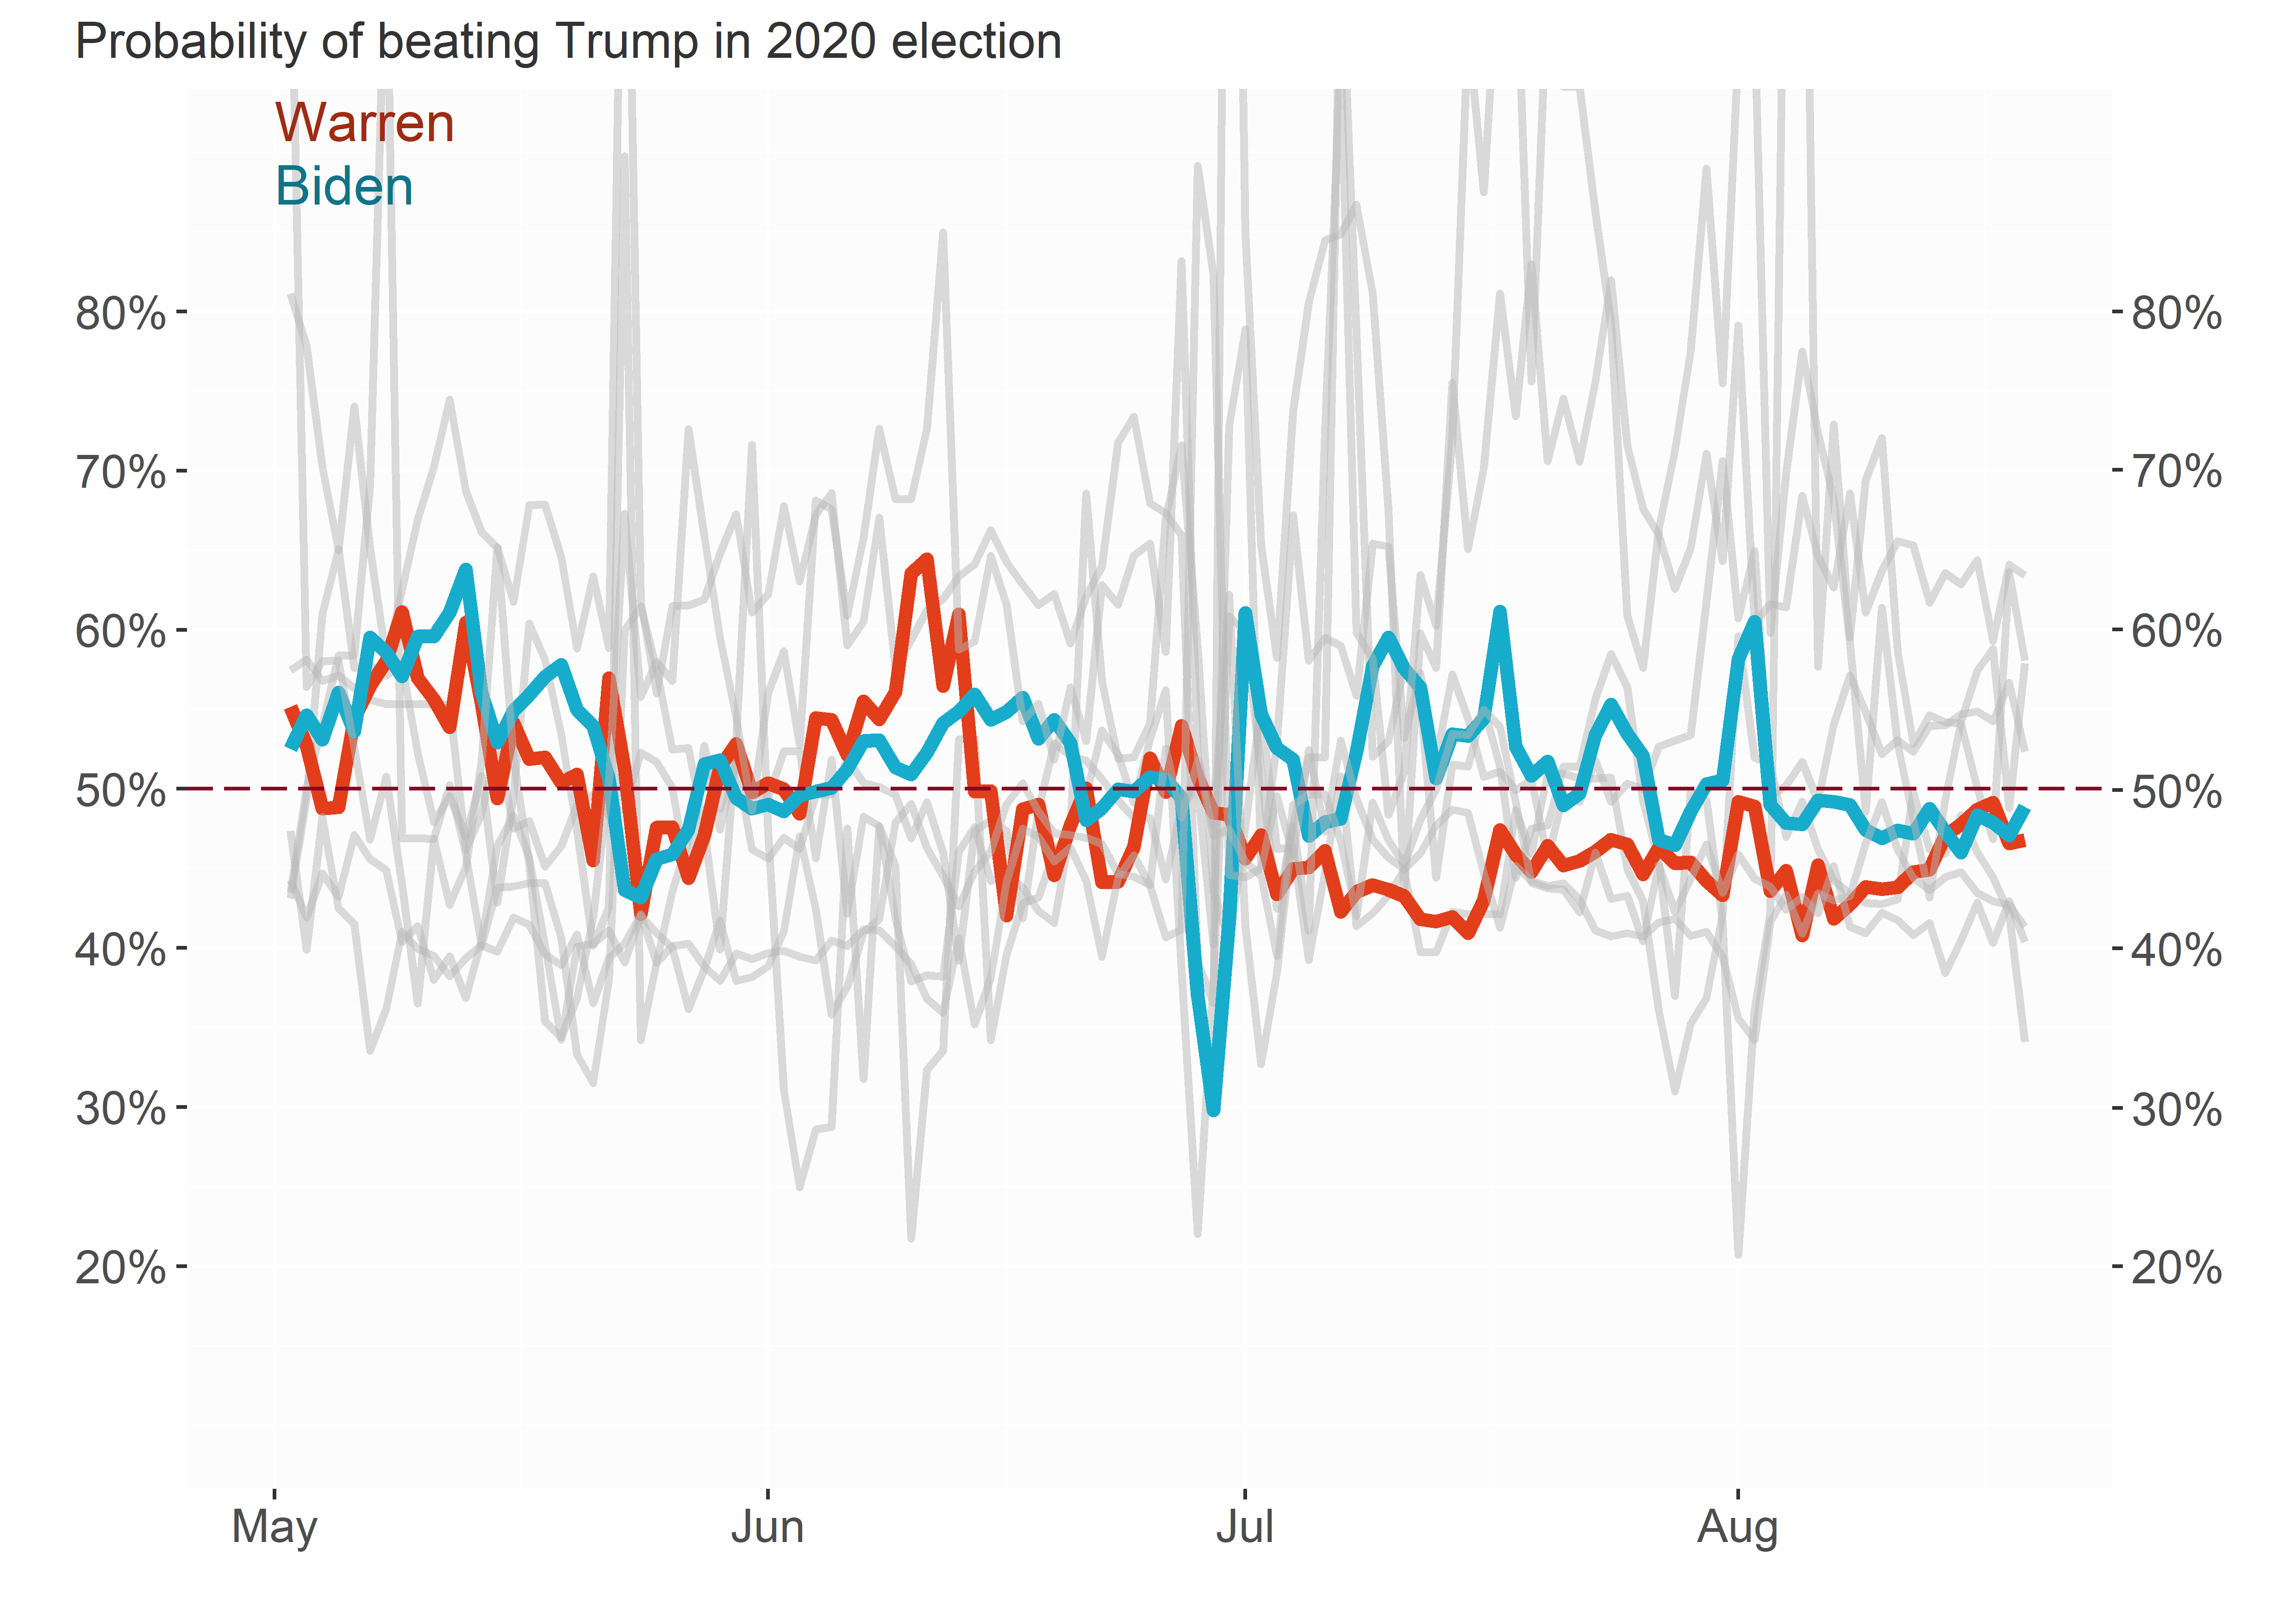 Probability of beating Trump in 2020 election
Warren
Biden
80% 80%
70% 70%
60% 60%
50% 50%
40% 40%
30% 30%
20% 20%
May Jun Jul Aug